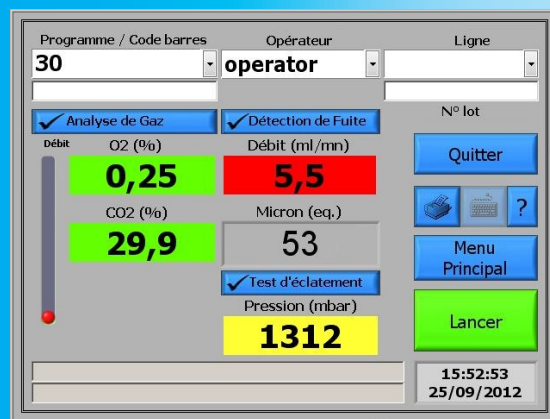 Programme / Code barres
Opérateur
Ligne
30
operator
N° lot
Analyse de Gaz
Détection de Fuite
Débit
O2 (%)
Débit (ml/mn)
Quitter
0,25
5,5
CO2 (%)
Micron (eq.)
?
29,9
53
Menu
Principal
Test d'éclatement
Pression (mbar)
1312
Lancer
15:52:53
25/09/2012